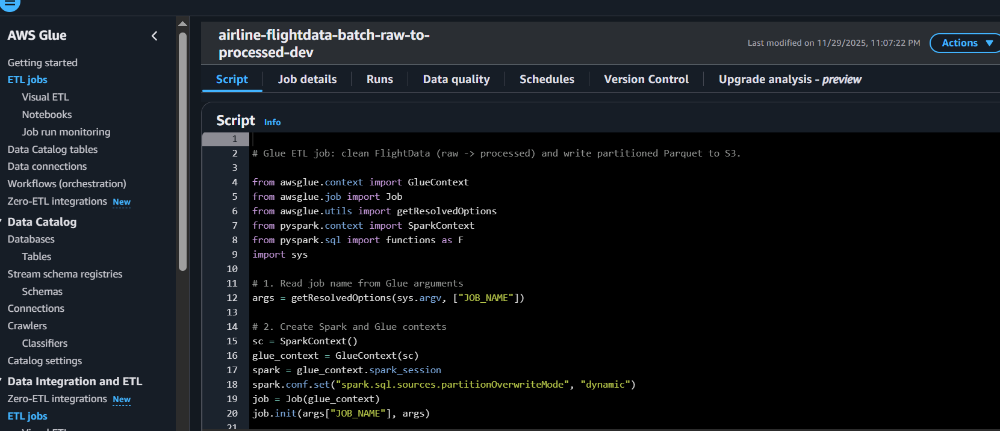 AWS Glue
Getting started
ETL jobs
Visual ETL
Notebooks
Job run monitoring
Data Catalog tables
Data connections
Workflows (orchestration)
Zero-ETL integrations New
Data Catalog
Databases
Tables
Stream schema registries
Schemas
Connections
Crawlers
Classifiers
Catalog settings
Data Integration and ETL
Zero-ETL integrations New
ETL jobs
Visual ETL
airline-flightdata-batch-raw-to-
processed-dev
Last modified on 11/29/2025, 11:07:22 PM
Actions
Script Job details Runs Data quality Schedules Version Control Upgrade analysis - preview
Script Info
1
2 # Glue ETL job: clean FlightData (raw -> processed) and write partitioned Parquet to S3.
3
4 from awsglue.context import GlueContext
5 from awsglue.job import Job
6 from awsglue.utils import getResolvedOptions
7 from pyspark.context import SparkContext
8 from pyspark.sql import functions as F
9 import sys
10
11 # 1. Read job name from Glue arguments
12 args = getResolvedOptions(sys.argv, ["JOB_NAME"])
13
14 # 2. Create Spark and Glue contexts
15 sc = SparkContext()
16 glue_context = GlueContext(sc)
17 spark = glue_context.spark_session
18 spark.conf.set("spark.sql.sources.partitionOverwriteMode", "dynamic")
19 job = Job(glue_context)
20 job.init(args["JOB_NAME"], args)
21